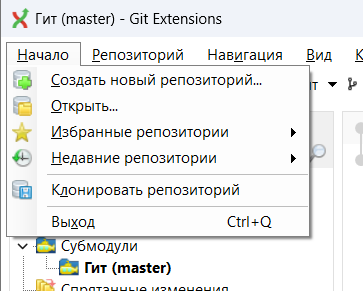 Гит (master) - Git Extensions
Начало Репозиторий Навигация Вид
Создать новый репозиторий...
Открыть...
Избранные репозитории
Недавние репозитории
Клонировать репозиторий
Выход Ctrl+Q
Субмодули
Гит (master)
Спрятанные изменения